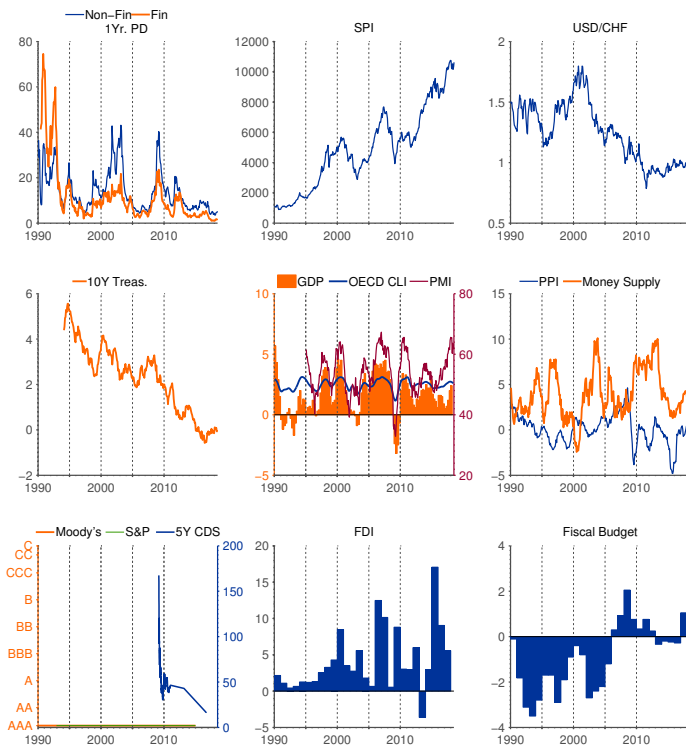 Non-Fin Fin
1Yr. PD
80
60
40
20
0
1990 2000 2010
SPI
12000
10000
8000
6000
4000
2000
0
1990 2000 2010
USD/CHF
2
1.5
1
0.5
1990 2000 2010
10Y Treas.
6
4
2
0
−2
1990 2000 2010
GDP OECD CLI PMI
10 80
5 60
0 40
−5 20
1990 2000 2010
PPI Money Supply
15
10
5
0
−5
1990 2000 2010
Moody's S&P 5Y CDS
C 200
CC
CCC
B 150
BB 100
BBB
A 50
AA
AAA 0
1990 2000 2010
FDI
20
15
10
5
0
−5
1990 2000 2010
Fiscal Budget
4
2
0
−2
−4
1990 2000 2010